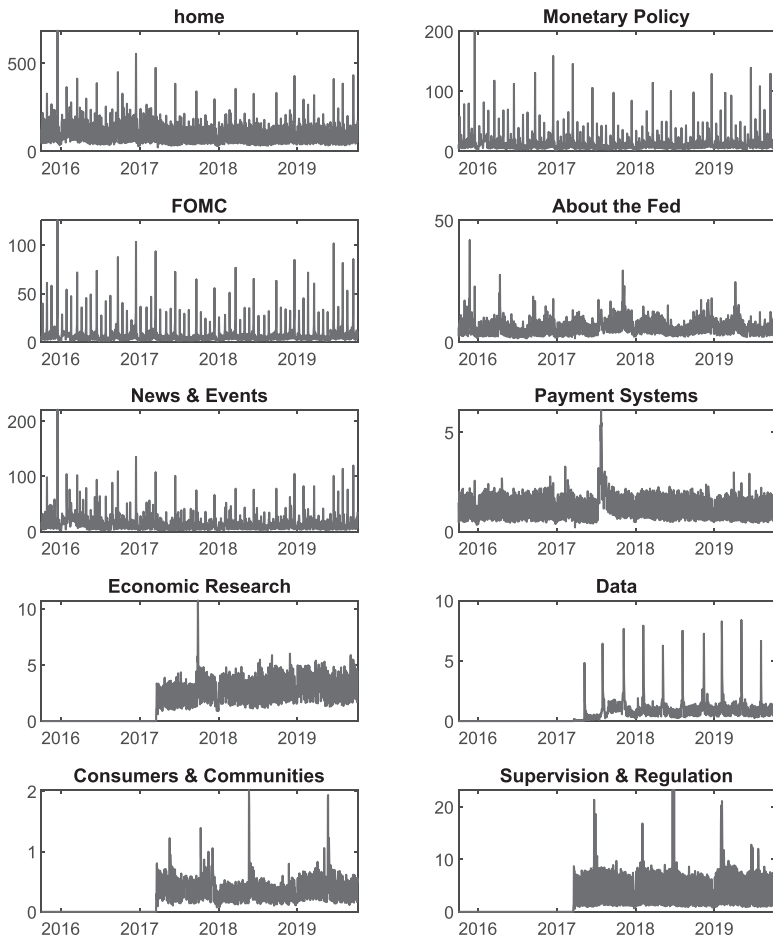 home
500
0
2016 2017 2018 2019
Monetary Policy
200
100
0
2016 2017 2018 2019
FOMC
100
50
0
2016 2017 2018 2019
About the Fed
50
0
2016 2017 2018 2019
News & Events
200
100
0
2016 2017 2018 2019
Payment Systems
5
0
2016 2017 2018 2019
Economic Research
10
5
0
2016 2017 2018 2019
Data
10
5
0
2016 2017 2018 2019
Consumers & Communities
2
1
0
2016 2017 2018 2019
Supervision & Regulation
20
10
0
2016 2017 2018 2019